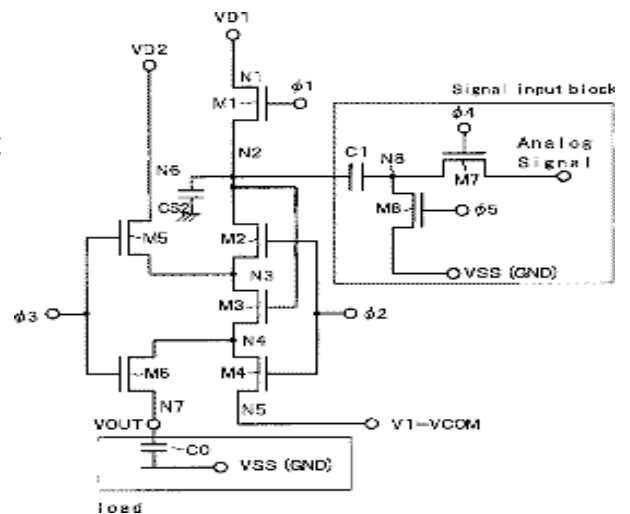 VD1
VD2
N1
φ1
M1
Signal input block
φ4
N2
C1
N8
Analog
Signal
N6
M7
CS2
M8
φ5
M5
M2
VSS (GND)
N3
M3
φ3
φ2
N4
M6
M4
N7
N5
VOUT
V1=VCOM
C0
VSS (GND)
load